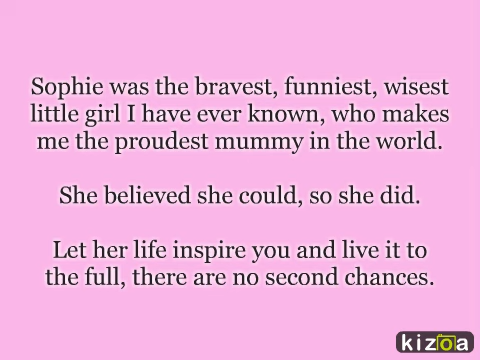 Sophie was the bravest, funniest, wisest
little girl I have ever known, who makes
me the proudest mummy in the world.
She believed she could, so she did.
Let her life inspire you and live it to
the full, there are no second chances.
kizoa